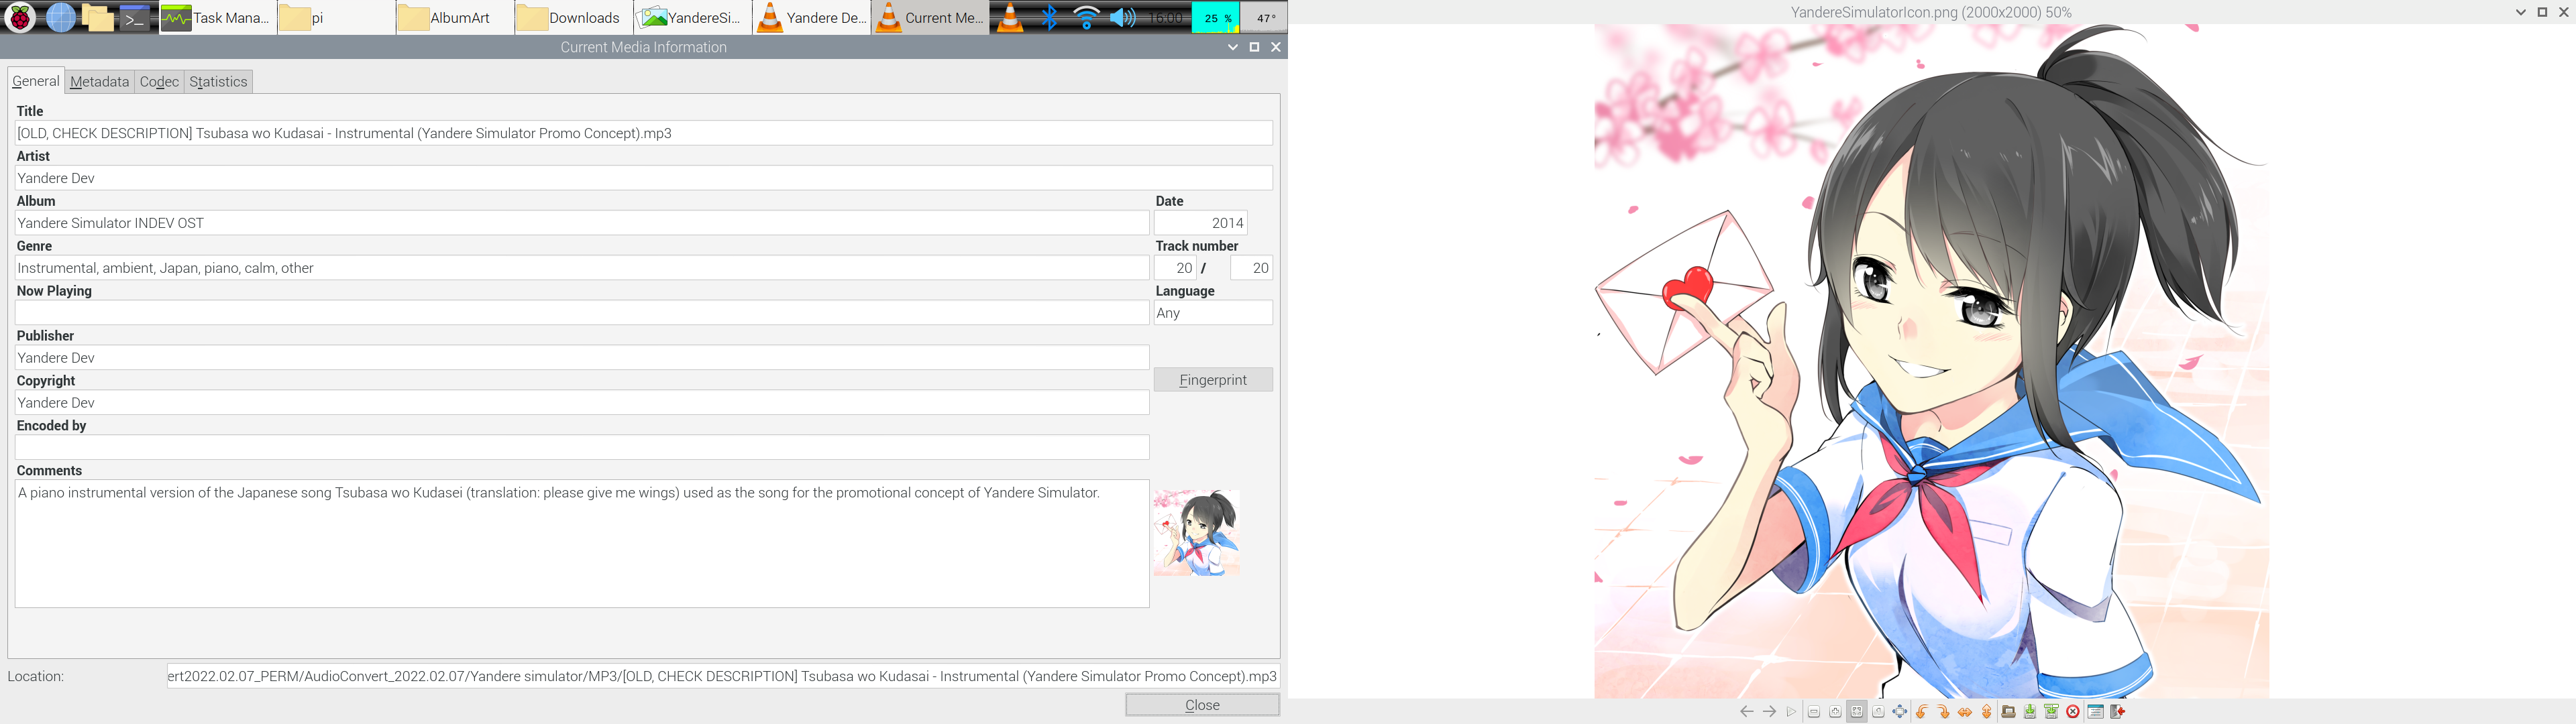 Task Mana...
pi
AlbumArt
Downloads
YandereSi...
Yandere De...
Current Me...
16:00
25 %
47°
YandereSimulatorIcon.png (2000x2000) 50%
Current Media Information
General Metadata Codec Statistics
Title
[OLD, CHECK DESCRIPTION] Tsubasa wo Kudasai - Instrumental (Yandere Simulator Promo Concept).mp3
Artist
Yandere Dev
Album Date
Yandere Simulator INDEV OST 2014
Genre Track number
Instrumental, ambient, Japan, piano, calm, other 20 / 20
Now Playing Language
Any
Publisher
Yandere Dev
Copyright Fingerprint
Yandere Dev
Encoded by
Comments
A piano instrumental version of the Japanese song Tsubasa wo Kudasei (translation: please give me wings) used as the song for the promotional concept of Yandere Simulator.
Location: ert2022.02.07_PERM/AudioConvert_2022.02.07/Yandere simulator/MP3/[OLD, CHECK DESCRIPTION] Tsubasa wo Kudasai - Instrumental (Yandere Simulator Promo Concept).mp3
Close